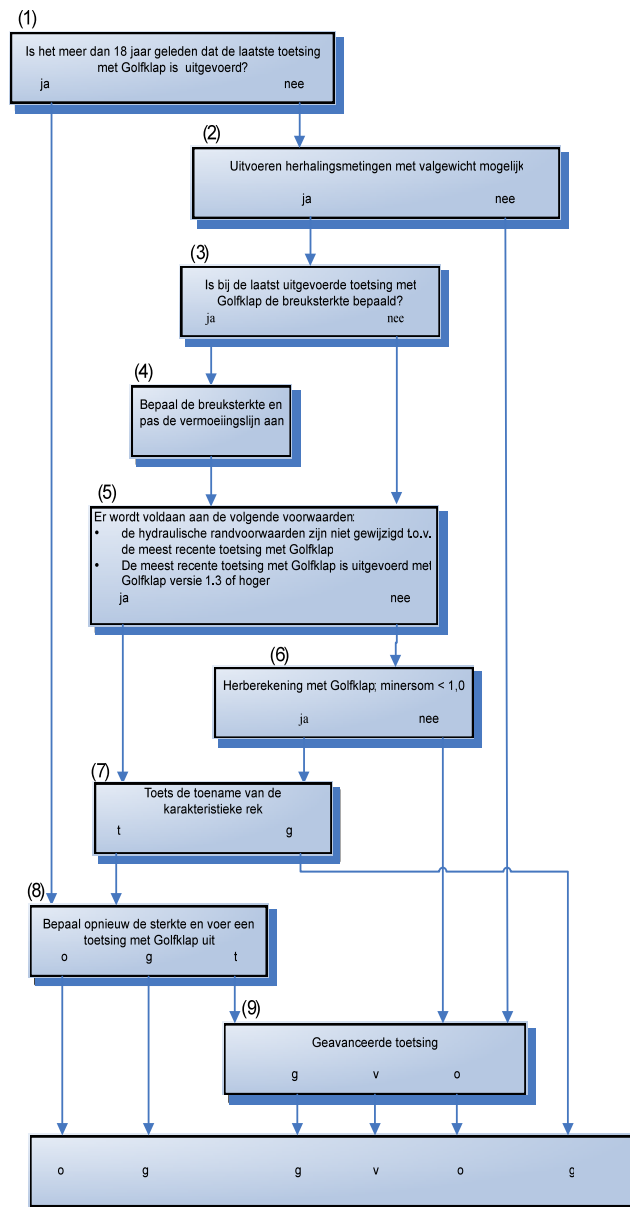 (1)
Is het meer dan 18 jaar geleden dat de laatste toetsing
met Golfklap is uitgevoerd?
ja nee
(2)
Uitvoeren herhalingsmetingen met valgewicht mogelijk
ja nee
(3)
Is bij de laatst uitgevoerde toetsing met
Golfklap de breuksterkte bepaald?
ja nee
(4)
Bepaal de breuksterkte en
pas de vermoeiingslijn aan
(5)
Er wordt voldaan aan de volgende voorwaarden:
• de hydraulische randvoorwaarden zijn niet gewijzigd t.o.v.
de meest recente toetsing met Golfklap
• De meest recente toetsing met Golfklap is uitgevoerd met
Golfklap versie 1.3 of hoger
ja nee
(6)
Herberekening met Golfklap; minersom < 1,0
ja nee
(7)
Toets de toename van de
karakteristieke rek
t g
(8)
Bepaal opnieuw de sterkte en voer een
toetsing met Golfklap uit
o g t
(9)
Geavanceerde toetsing
g v o
o g g v o g